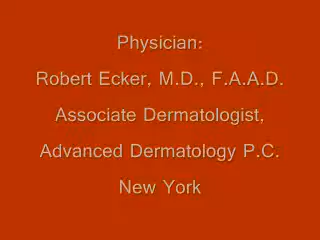 Physician:
Robert Ecker, M.D., F.A.A.D.
Associate Dermatologist,
Advanced Dermatology P.C.
New York